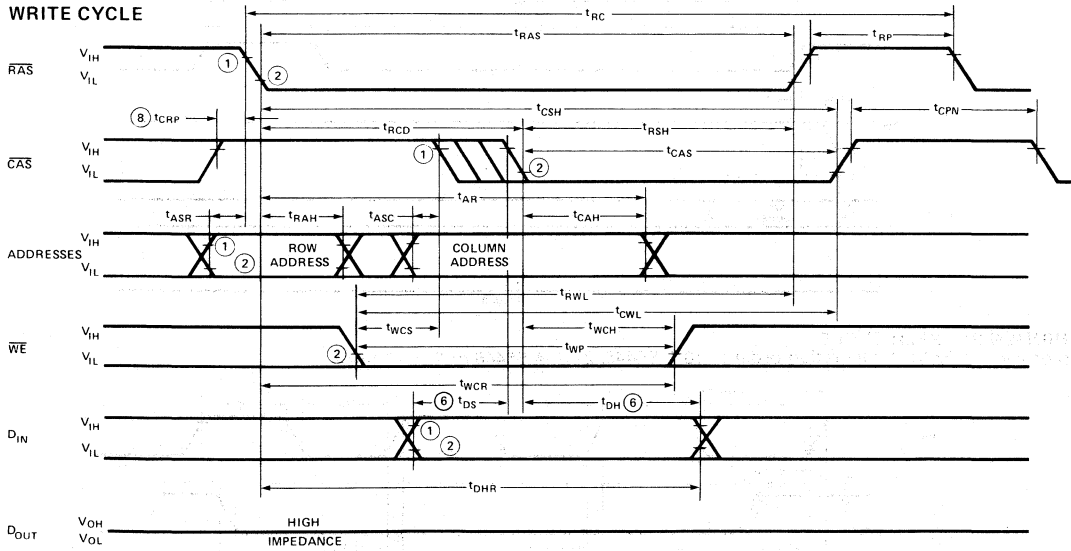 WRITE CYCLE
tRC
tRAS
tRP
RAS
VIH
VIL
①
②
⑧ tCRP
tCSH
tCPN
tRCD
tRSH
CAS
VIH
VIL
①
②
tCAS
tAR
tASR
tRAH
tASC
tCAH
ADDRESSES
VIH
VIL
①
②
ROW
ADDRESS
COLUMN
ADDRESS
tRWL
tCWL
WE
VIH
VIL
②
tWCS
tWCH
tWP
tWCR
⑥ tDS
tDH ⑥
DIN
VIH
VIL
①
②
tDHR
DOUT
VOH
VOL
HIGH
IMPEDANCE